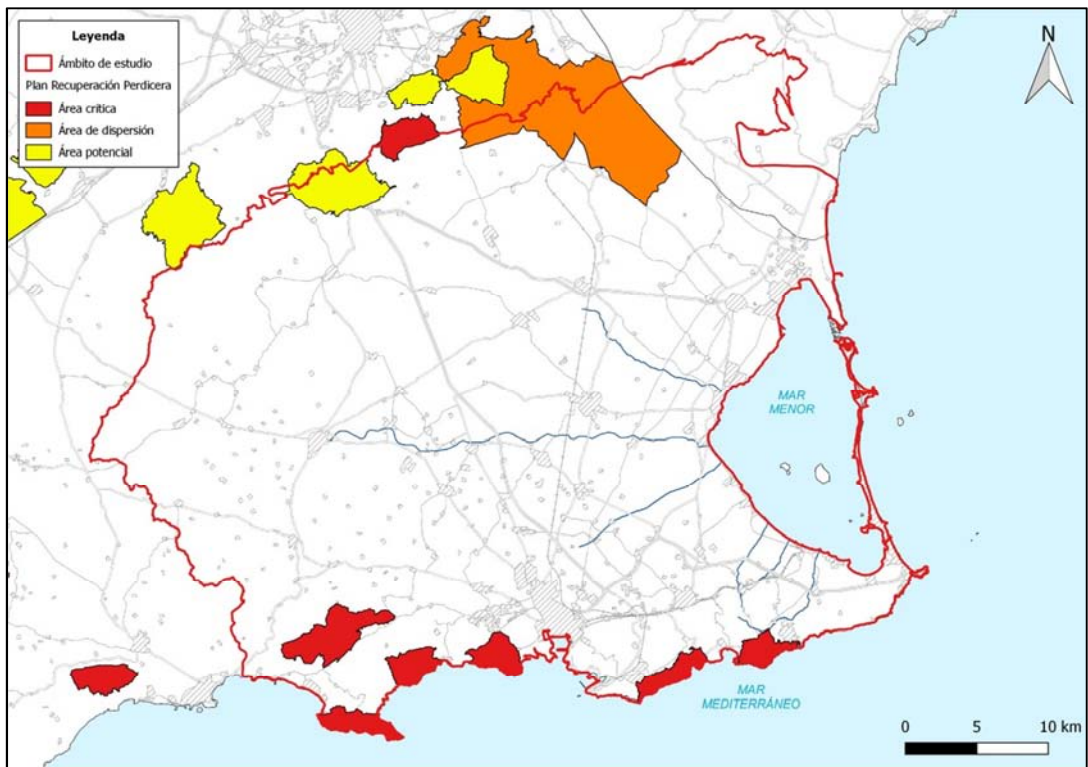 Leyenda
Ámbito de estudio
Plan Recuperación Perdicera
Área crítica
Área de dispersión
Área potencial
N
MAR
MENOR
MAR
MEDITERRÁNEO
0 5 10 km